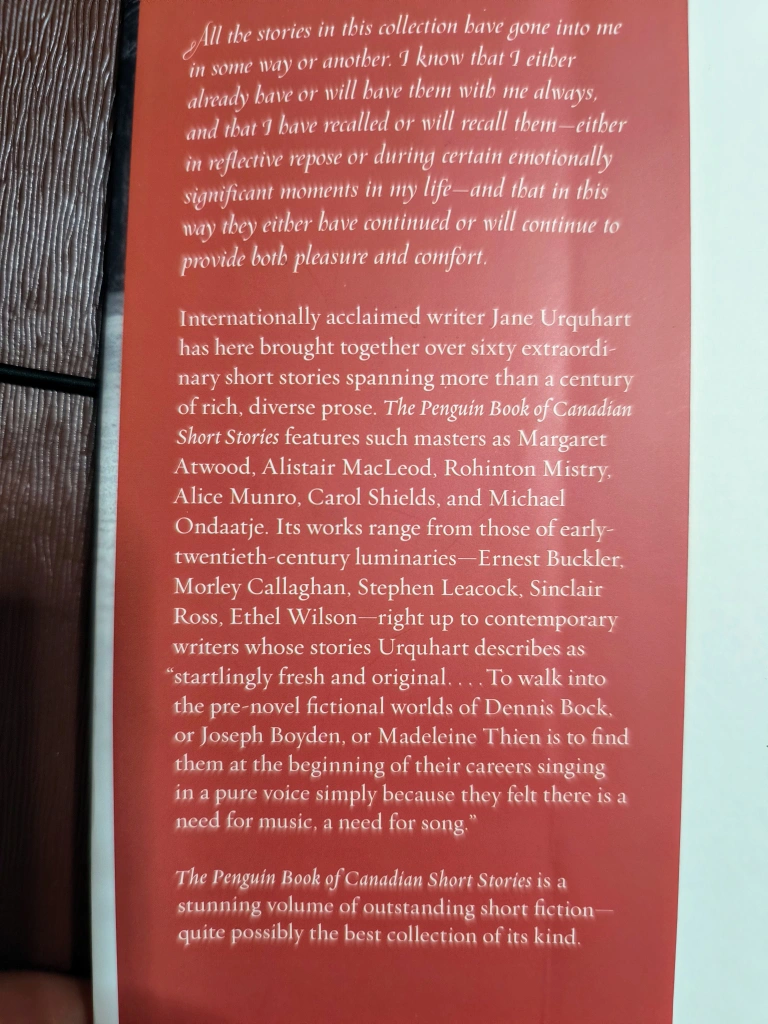 All the stories in this collection have gone into me
in some way or another. I know that I either
already have or will have them with me always,
and that I have recalled or will recall them—either
in reflective repose or during certain emotionally
significant moments in my life—and that in this
way they either have continued or will continue to
provide both pleasure and comfort.
Internationally acclaimed writer Jane Urquhart
has here brought together over sixty extraordi-
nary short stories spanning more than a century
of rich, diverse prose. The Penguin Book of Canadian
Short Stories features such masters as Margaret
Atwood, Alistair MacLeod, Rohinton Mistry,
Alice Munro, Carol Shields, and Michael
Ondaatje. Its works range from those of early-
twentieth-century luminaries—Ernest Buckler,
Morley Callaghan, Stephen Leacock, Sinclair
Ross, Ethel Wilson—right up to contemporary
writers whose stories Urquhart describes as
“startlingly fresh and original. . . . To walk into
the pre-novel fictional worlds of Dennis Bock,
or Joseph Boyden, or Madeleine Thien is to find
them at the beginning of their careers singing
in a pure voice simply because they felt there is a
need for music, a need for song.”
The Penguin Book of Canadian Short Stories is a
stunning volume of outstanding short fiction—
quite possibly the best collection of its kind.